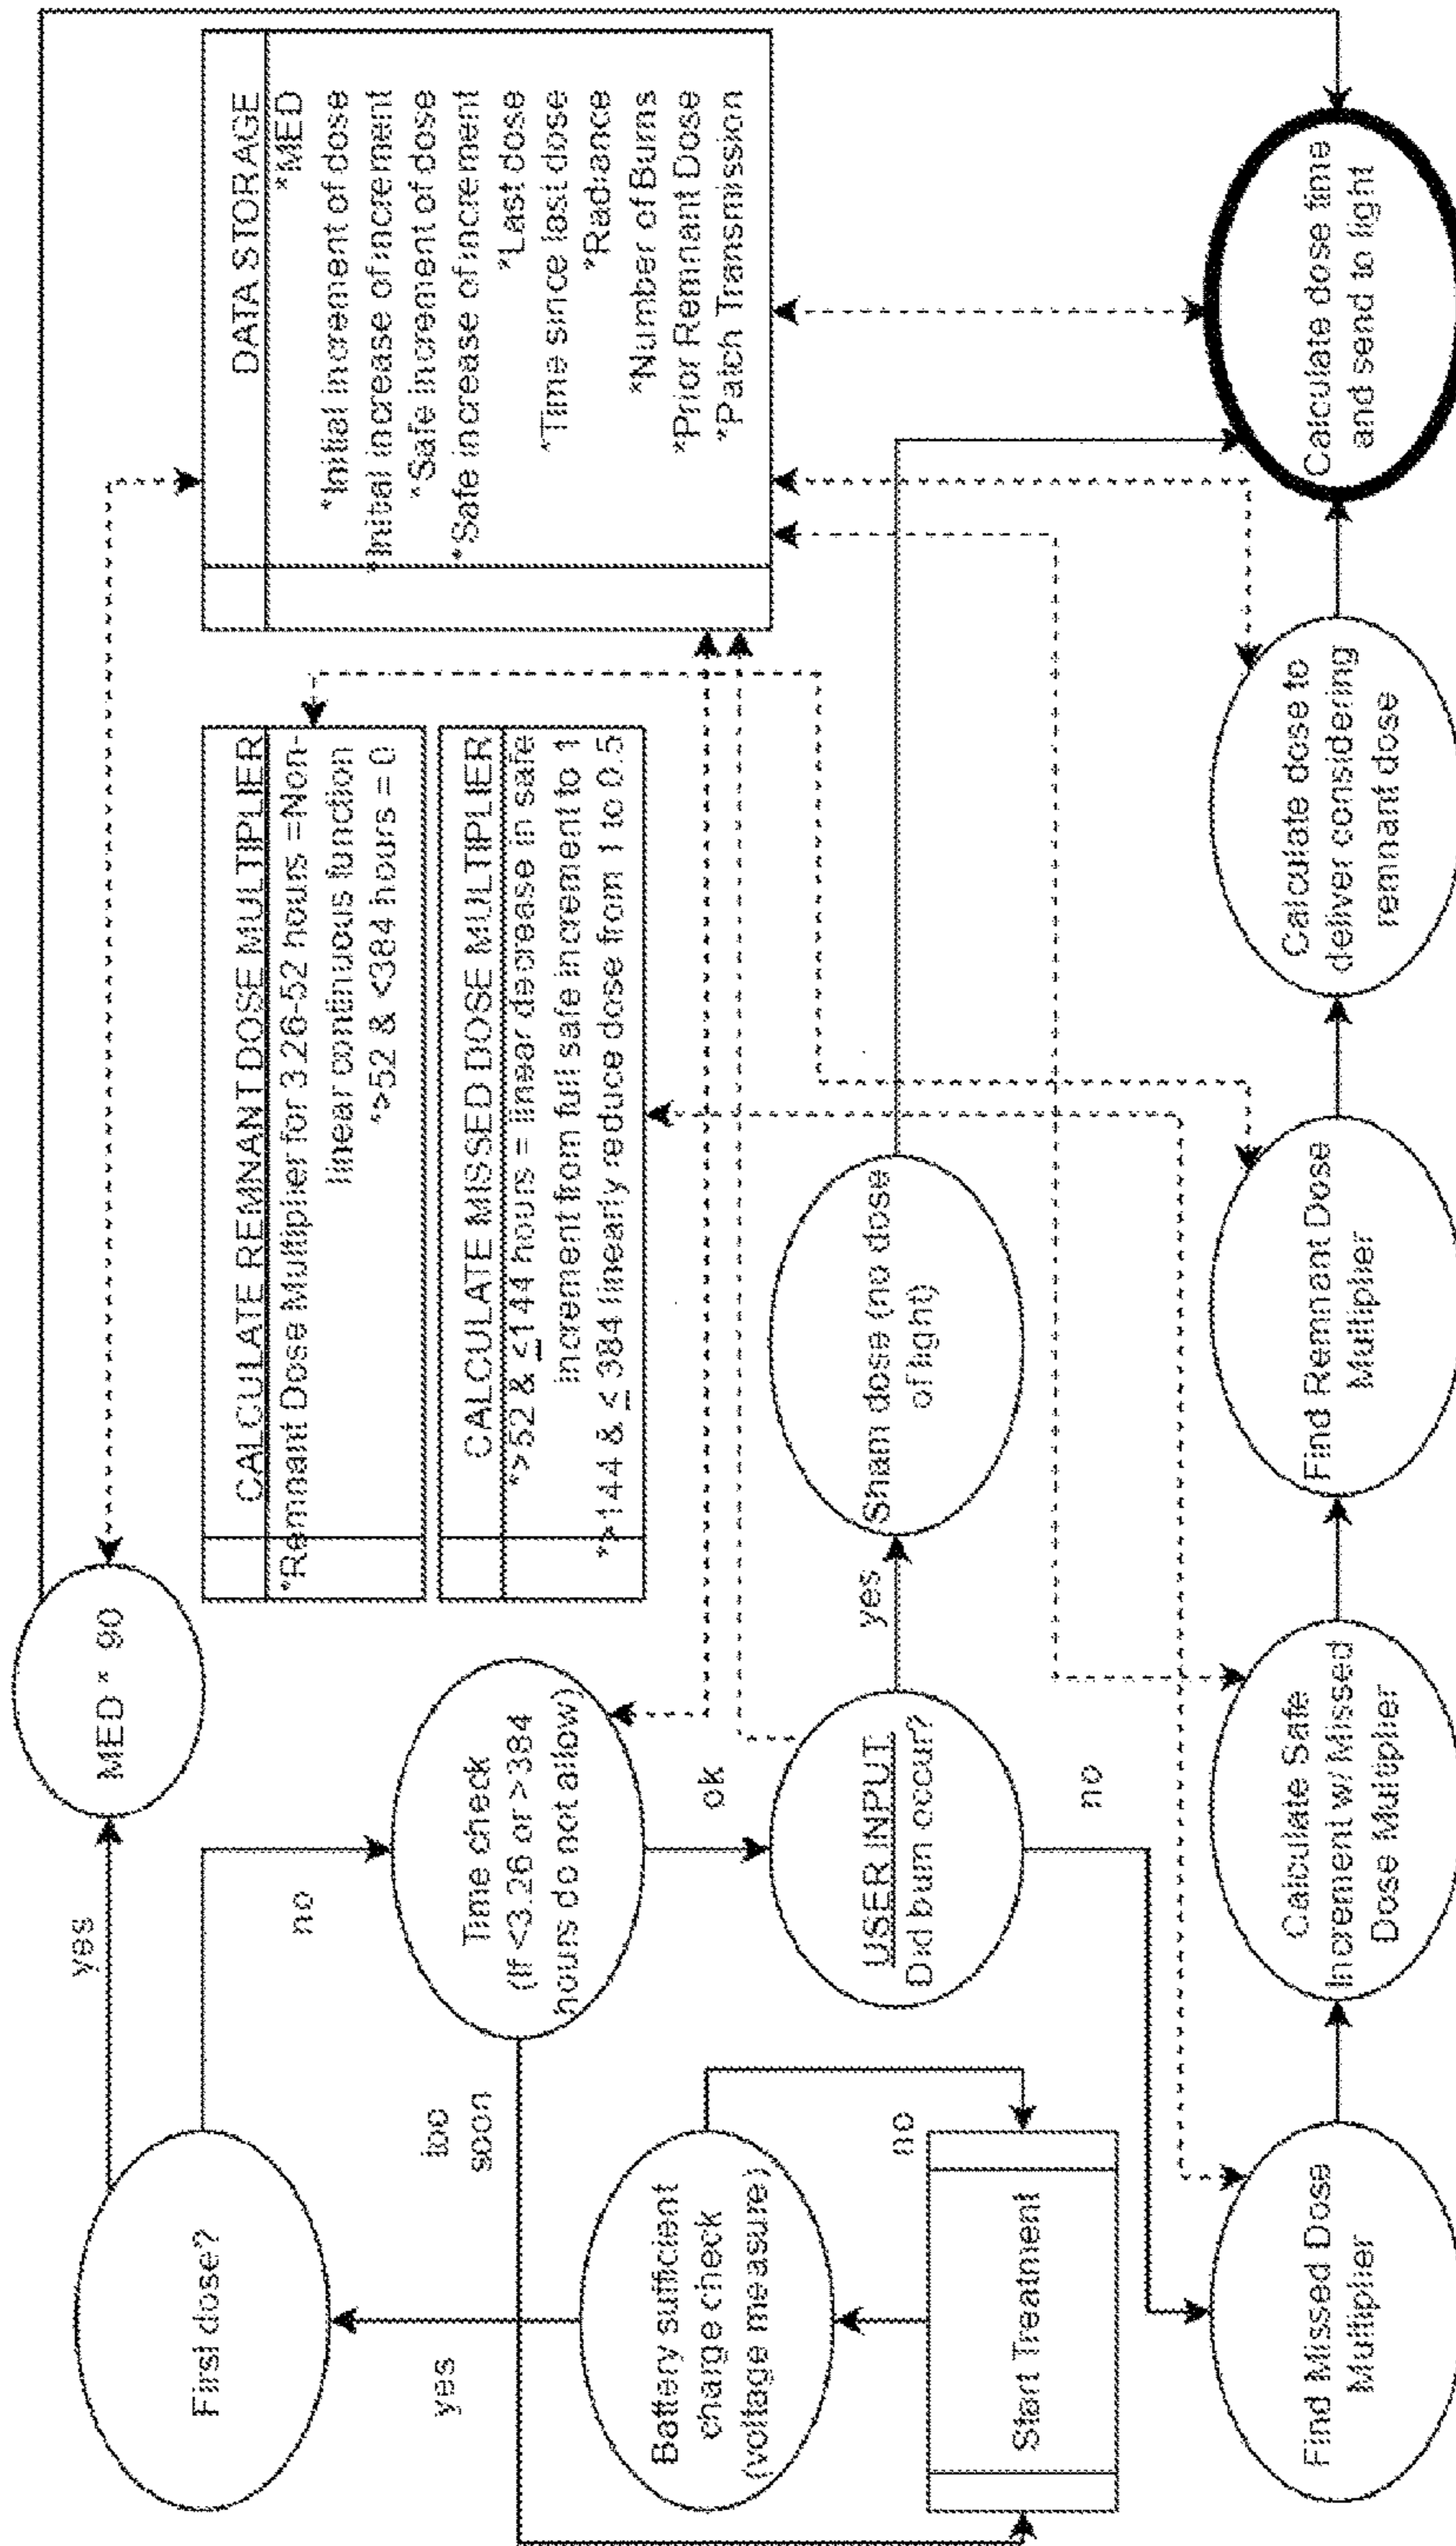 First dose?
yes
MED * 90
no
Time check
(If <3.26 or >384
hours do not allow)
too
soon
ok
yes
Battery sufficient
charge check
(voltage measure)
no
Start Treatment
USER INPUT
Did burn occur?
yes
Sham dose (no dose
of light)
no
Find Missed Dose
Multiplier
Calculate Safe
Increment w/ Missed
Dose Multiplier
Find Remnant Dose
Multiplier
Calculate dose to
deliver considering
remnant dose
Calculate dose time
and send to light
CALCULATE REMNANT DOSE MULTIPLIER
*Remnant Dose Multiplier for 3.26-52 hours =Non-
linear continuous function
*>52 & <384 hours = 0
CALCULATE MISSED DOSE MULTIPLIER
*>52 & ≤144 hours = linear decrease in safe
increment from full safe increment to 1
*>144 & ≤ 384 linearly reduce dose from 1 to 0.5
DATA STORAGE
*MED
*Initial increment of dose
*Initial increase of increment
*Safe increment of dose
*Safe increase of increment
*Last dose
*Time since lost dose
*Radiance
*Number of Burns
*Prior Remnant Dose
*Patch Transmission